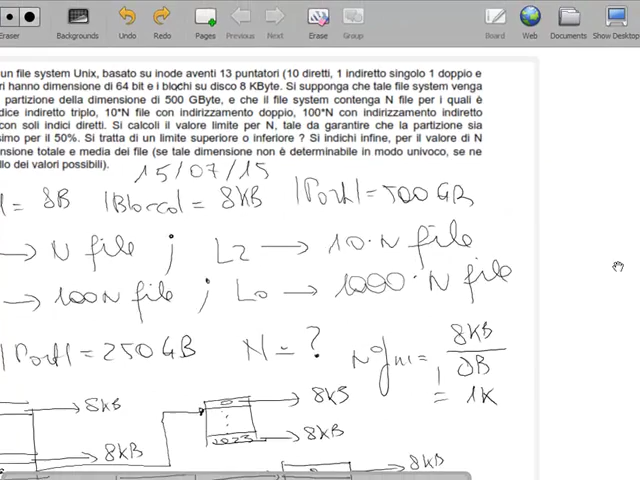 Eraser Backgrounds Undo Redo Pages Previous Next Erase Group Board Web Documents Show Desktop
un file system Unix, basato su inode aventi 13 puntatori (10 diretti, 1 indiretto singolo 1 doppio e
ri hanno dimensione di 64 bit e i blochi su disco 8 KByte. Si supponga che tale file system venga
partizione della dimensione di 500 GByte, e che il file system contenga N file per i quali è
dice indiretto triplo, 10*N file con indirizzamento doppio, 100*N con indirizzamento indiretto
con soli indici diretti. Si calcoli il valore limite per N, tale da garantire che la partizione sia
simo per il 50%. Si tratta di un limite superiore o inferiore ? Si indichi infine, per il valore di N
ensione totale e media dei file (se tale dimensione non è determinabile in modo univoco, se ne
llo dei valori possibili).
15/07/15
= 8B |Blocco| = 8KB |Part| = 500 GB
→ N file ; L2 → 10·N file
→ 100N file ; L0 → 1000·N file
|Part| = 250 GB N = ? = 8KB
= 1K
8KB 8KB
0
8KB 1023 8KB
8KB